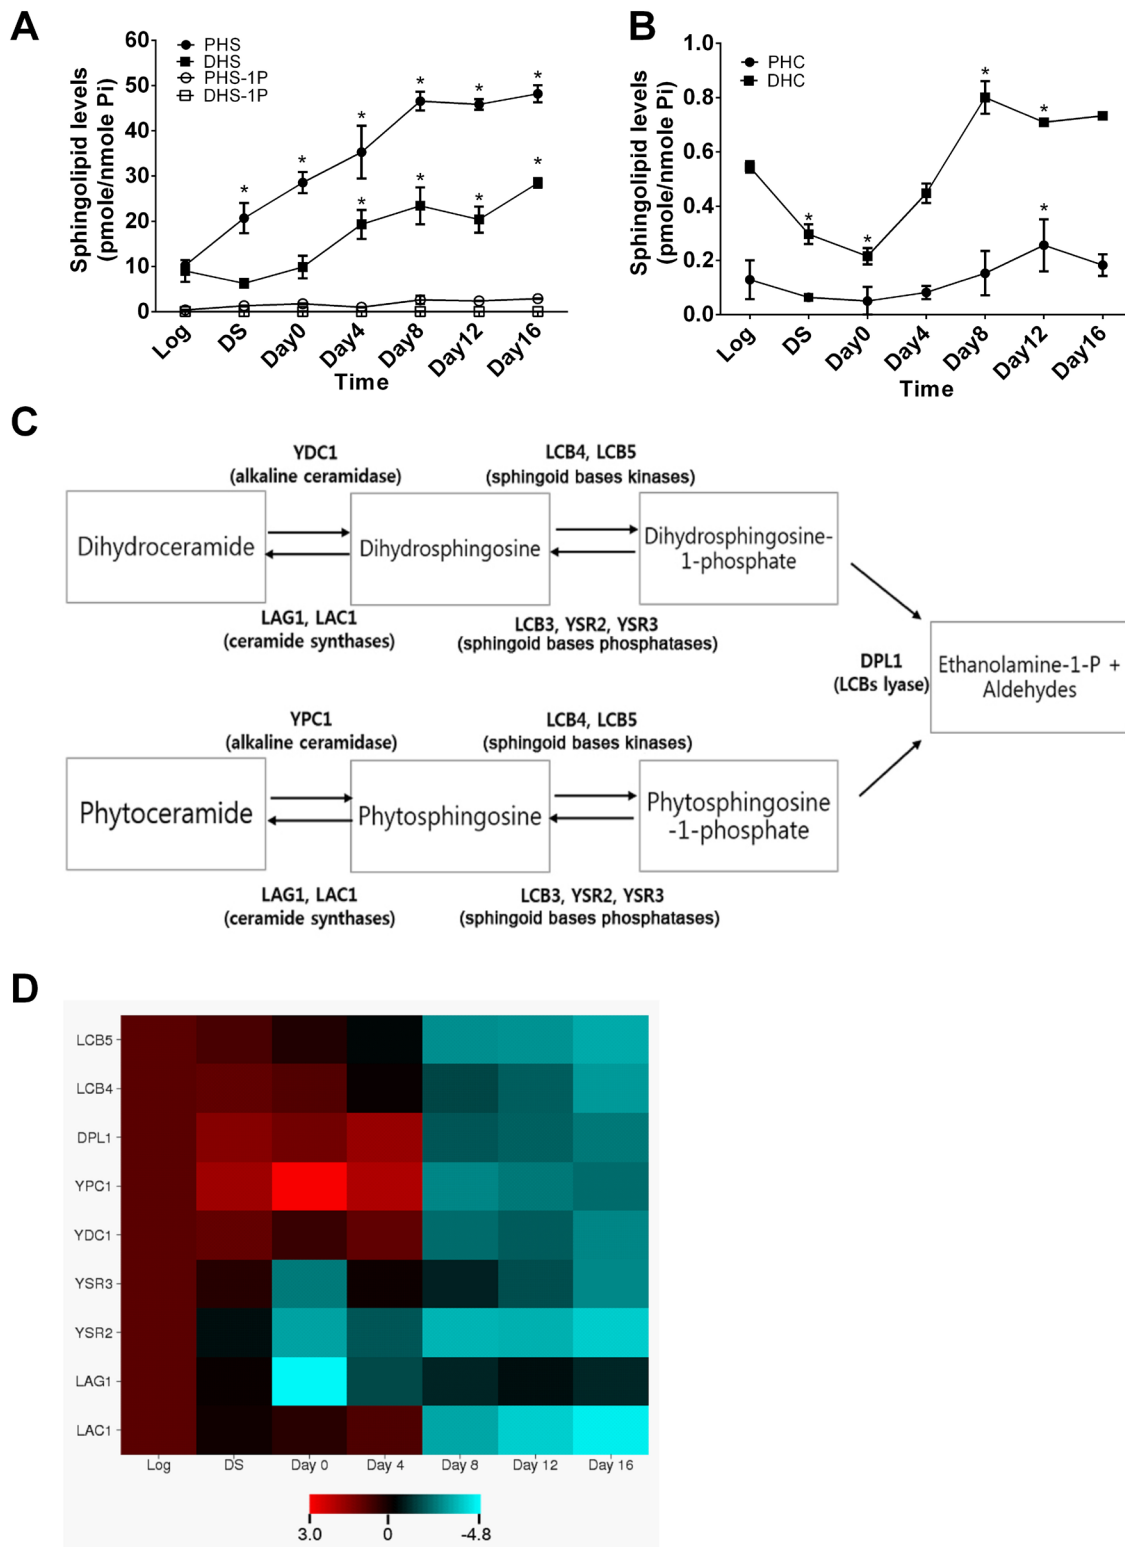 A
60
50
40
30
20
10
0
Sphingolipid levels
(pmole/nmole Pi)
PHS
DHS
PHS-1P
DHS-1P
* * * * * *
* * * *
Log DS Day0 Day4 Day8 Day12 Day16
Time
B
1.0
0.8
0.6
0.4
0.2
0.0
Sphingolipid levels
(pmole/nmole Pi)
PHC
DHC
* * * *
*
Log DS Day0 Day4 Day8 Day12 Day16
Time
C
YDC1
(alkaline ceramidase)
LCB4, LCB5
(sphingoid bases kinases)
Dihydroceramide
Dihydrosphingosine
Dihydrosphingosine-
1-phosphate
LAG1, LAC1
(ceramide synthases)
LCB3, YSR2, YSR3
(sphingoid bases phosphatases)
DPL1
(LCBs lyase)
Ethanolamine-1-P +
Aldehydes
YPC1
(alkaline ceramidase)
LCB4, LCB5
(sphingoid bases kinases)
Phytoceramide
Phytosphingosine
Phytosphingosine
-1-phosphate
LAG1, LAC1
(ceramide synthases)
LCB3, YSR2, YSR3
(sphingoid bases phosphatases)
D
LCB5
LCB4
DPL1
YPC1
YDC1
YSR3
YSR2
LAG1
LAC1
Log DS Day 0 Day 4 Day 8 Day 12 Day 16
3.0 0 -4.8